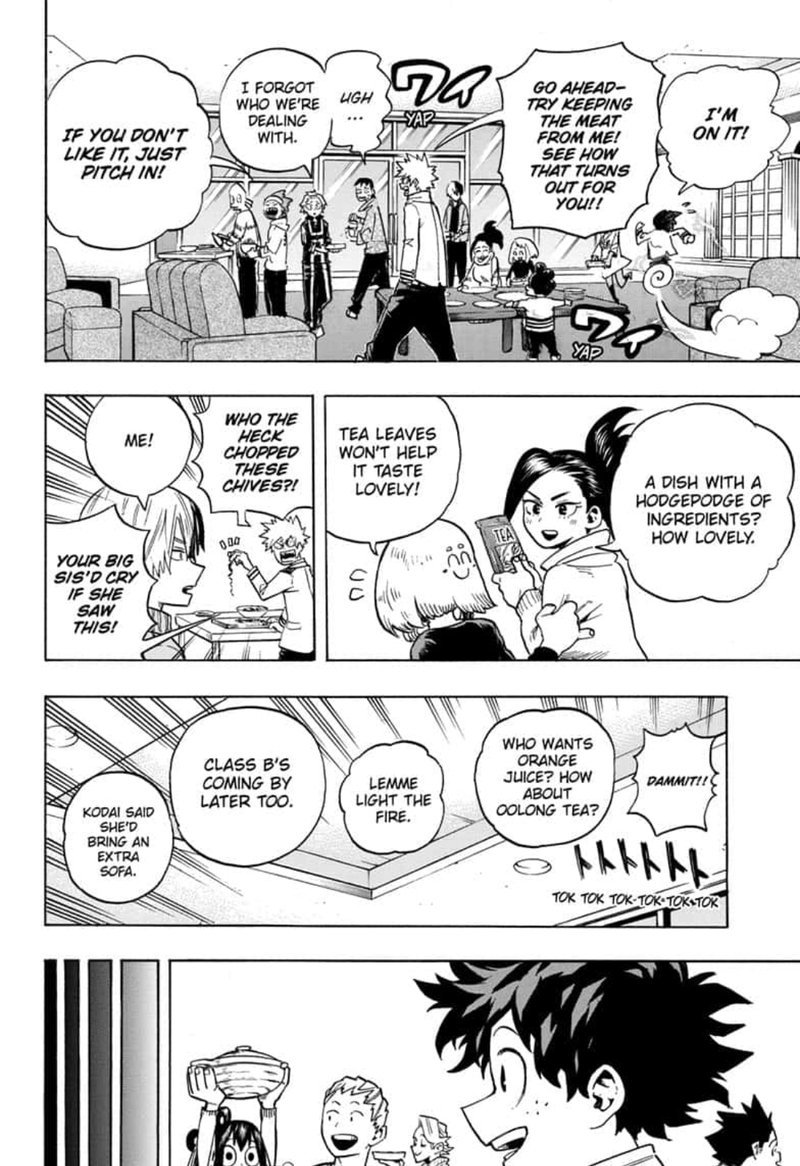 I'M
ON IT!
GO AHEAD—
TRY KEEPING
THE MEAT
FROM ME!
SEE HOW
THAT TURNS
OUT FOR
YOU!!
ワイ
YAP
UGH
...
I FORGOT
WHO WE'RE
DEALING
WITH.
IF YOU DON'T
LIKE IT, JUST
PITCH IN!
ワイ
YAP
A DISH WITH A
HODGEPODGE OF
INGREDIENTS?
HOW LOVELY.
TEA
TEA LEAVES
WON'T HELP
IT TASTE
LOVELY!
WHO THE
HECK
CHOPPED
THESE
CHIVES?!
ME!
YOUR BIG
SIS'D CRY
IF SHE
SAW
THIS!
DAMMIT!!
トトトトトト
TOK TOK TOK TOK TOK TOK
WHO WANTS
ORANGE
JUICE? HOW
ABOUT
OOLONG TEA?
LEMME
LIGHT THE
FIRE.
CLASS B'S
COMING BY
LATER TOO.
KODAI SAID
SHE'D
BRING AN
EXTRA
SOFA.